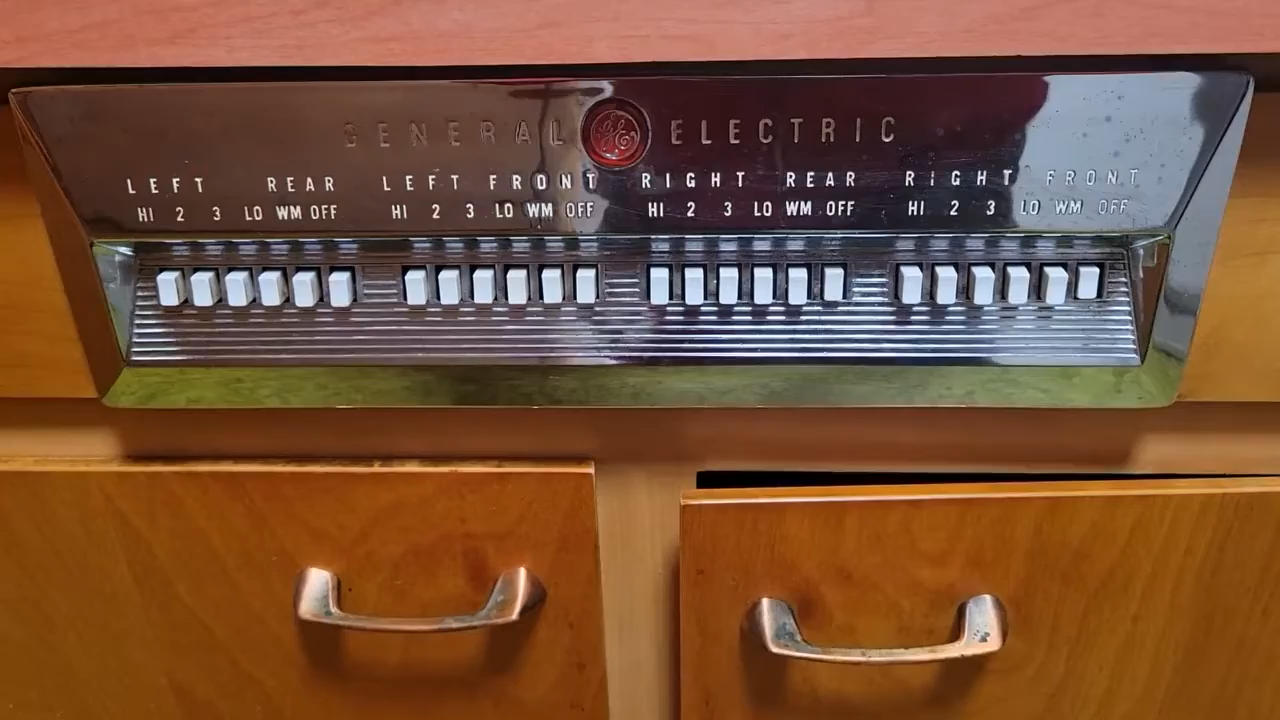 GENERAL GE ELECTRIC
LEFT REAR LEFT FRONT RIGHT REAR RIGHT FRONT
HI 2 3 LO WM OFF HI 2 3 LO WM OFF HI 2 3 LO WM OFF HI 2 3 LO WM OFF